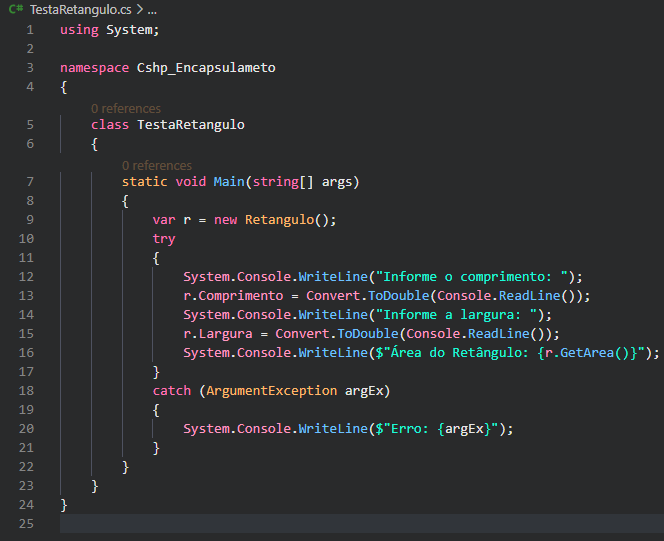 C# TestaRetangulo.cs > ...
1 using System;
2
3 namespace Cshp_Encapsulameto
4 {
0 references
5 class TestaRetangulo
6 {
0 references
7 static void Main(string[] args)
8 {
9 var r = new Retangulo();
10 try
11 {
12 System.Console.WriteLine("Informe o comprimento: ");
13 r.Comprimento = Convert.ToDouble(Console.ReadLine());
14 System.Console.WriteLine("Informe a largura: ");
15 r.Largura = Convert.ToDouble(Console.ReadLine());
16 System.Console.WriteLine($"Área do Retângulo: {r.GetArea()}");
17 }
18 catch (ArgumentException argEx)
19 {
20 System.Console.WriteLine($"Erro: {argEx}");
21 }
22 }
23 }
24 }
25